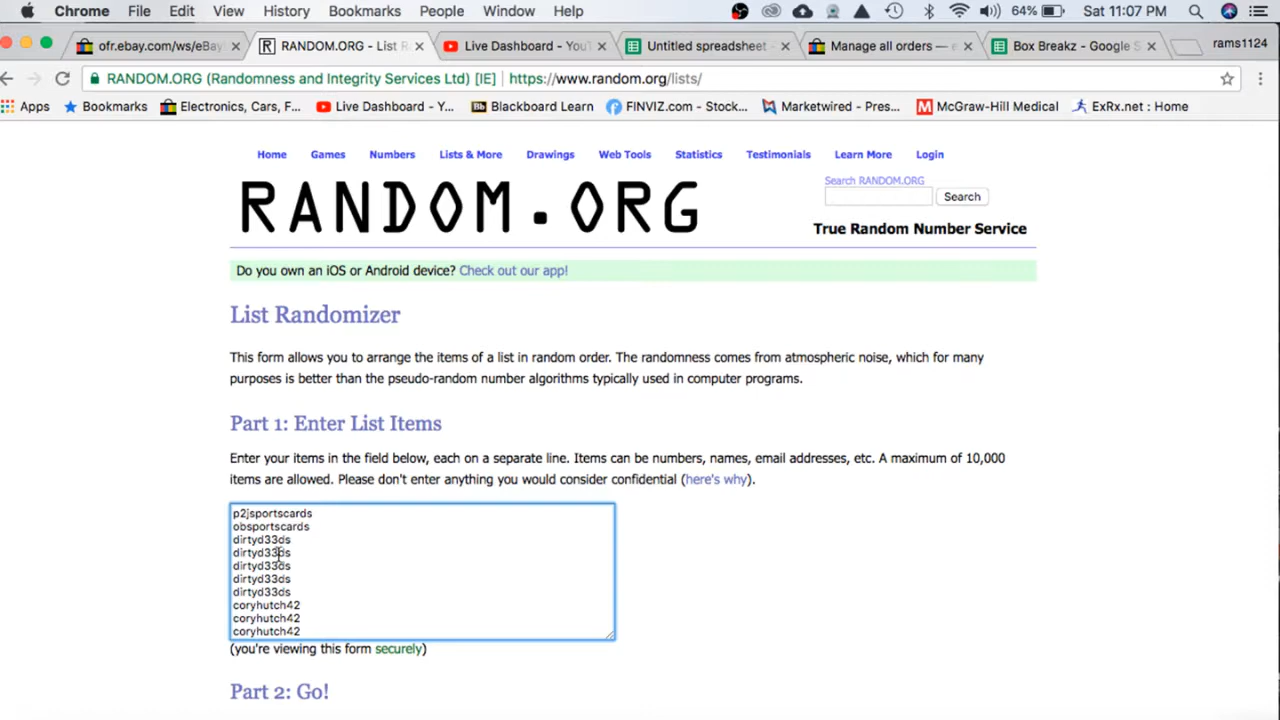 Chrome File Edit View History Bookmarks People Window Help 64% Sat 11:07 PM
ofr.ebay.com/ws/eBay RANDOM.ORG - List R Live Dashboard - YouT Untitled spreadsheet - Manage all orders — e Box Breakz - Google S rams1124
RANDOM.ORG (Randomness and Integrity Services Ltd) [IE] https://www.random.org/lists/
Apps Bookmarks Electronics, Cars, F... Live Dashboard - Y... Bb Blackboard Learn FINVIZ.com - Stock... Marketwired - Pres... M McGraw-Hill Medical ExRx.net : Home
Home Games Numbers Lists & More Drawings Web Tools Statistics Testimonials Learn More Login
Search RANDOM.ORG
Search
RANDOM.ORG
True Random Number Service
Do you own an iOS or Android device? Check out our app!
List Randomizer
This form allows you to arrange the items of a list in random order. The randomness comes from atmospheric noise, which for many
purposes is better than the pseudo-random number algorithms typically used in computer programs.
Part 1: Enter List Items
Enter your items in the field below, each on a separate line. Items can be numbers, names, email addresses, etc. A maximum of 10,000
items are allowed. Please don't enter anything you would consider confidential (here's why).
p2jsportscards
obsportscards
dirtyd33ds
dirtyd33ds
dirtyd33ds
dirtyd33ds
dirtyd33ds
coryhutch42
coryhutch42
coryhutch42
(you're viewing this form securely)
Part 2: Go!